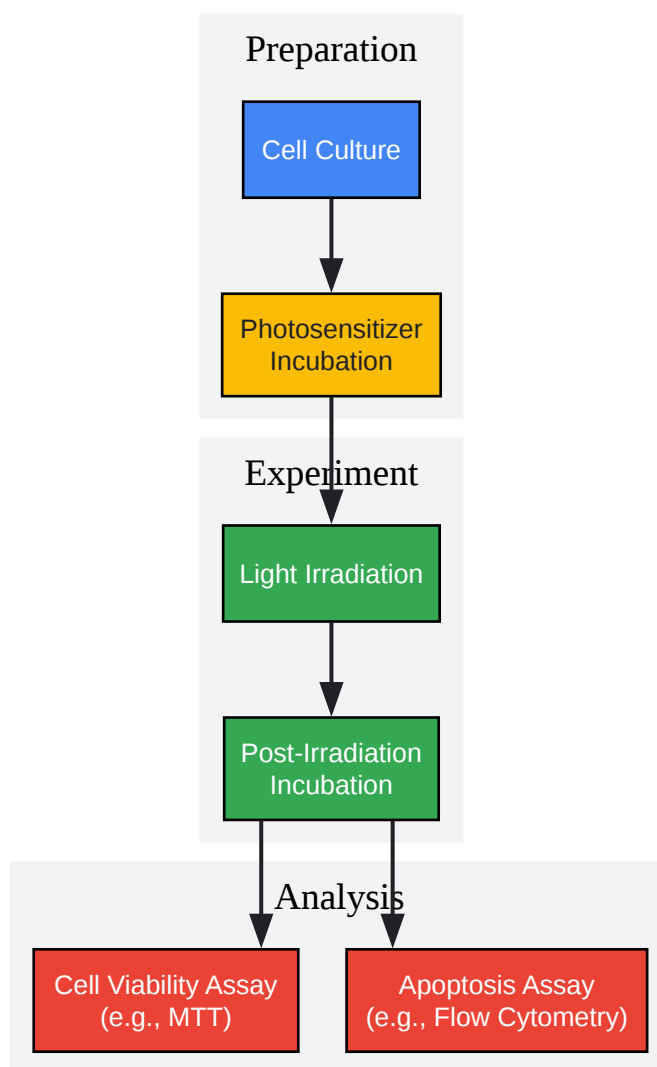 Preparation
Cell Culture
Photosensitizer
Incubation
Experiment
Light Irradiation
Post-Irradiation
Incubation
Analysis
Cell Viability Assay
(e.g., MTT)
Apoptosis Assay
(e.g., Flow Cytometry)